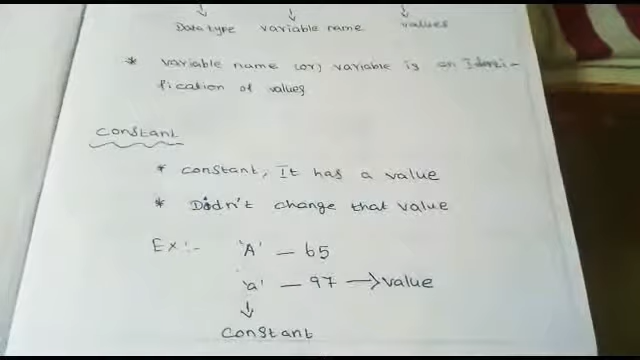 ↓ ↓ ↓
Data type variable name values
* variable name (or) variable is an Identi-
fication of values
Constant
* constant, It has a value
* Didn't change that value
Ex:- 'A' — 65
'a' — 97 → value
↓
Constant